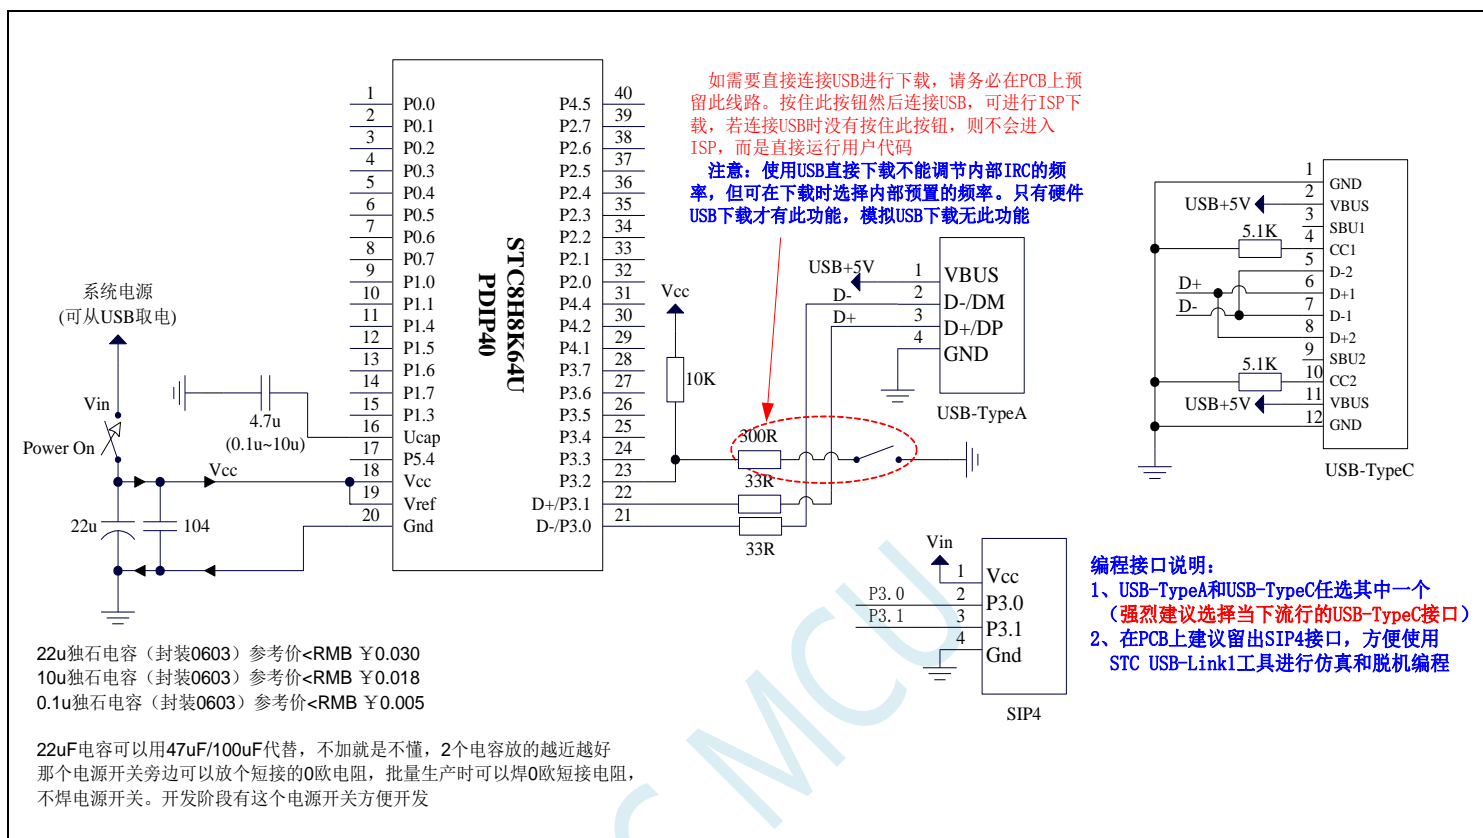 1
P0.0
2
P0.1
3
P0.2
4
P0.3
5
P0.4
6
P0.5
7
P0.6
8
P0.7
9
P1.0
10
P1.1
11
P1.4
12
P1.5
13
P1.6
14
P1.7
15
P1.3
16
Ucap
17
P5.4
18
Vcc
19
Vref
20
Gnd
STC8H8K64U
PDIP40
40
P4.5
39
P2.7
38
P2.6
37
P2.5
36
P2.4
35
P2.3
34
P2.2
33
P2.1
32
P2.0
31
P4.4
30
P4.2
29
P4.1
28
P3.7
27
P3.6
26
P3.5
25
P3.4
24
P3.3
23
P3.2
22
D+/P3.1
21
D-/P3.0
如需要直接连接USB进行下载，请务必在PCB上预
留此线路。按住此按钮然后连接USB，可进行ISP下
载，若连接USB时没有按住此按钮，则不会进入
ISP，而是直接运行用户代码
注意：使用USB直接下载不能调节内部IRC的频
率，但可在下载时选择内部预置的频率。只有硬件
USB下载才有此功能，模拟USB下载无此功能
系统电源
(可从USB取电)
Vin
Power On
Vcc
22u
104
4.7u
(0.1u~10u)
Vcc
10K
300R
33R
33R
USB+5V
D-
D+
1
VBUS
2
D-/DM
3
D+/DP
4
GND
USB-TypeA
1
GND
2
VBUS
3
SBU1
4
CC1
5
D-2
6
D+1
7
D-1
8
D+2
9
SBU2
10
CC2
11
VBUS
12
GND
USB+5V
5.1K
D+
D-
5.1K
USB+5V
USB-TypeC
Vin
P3.0
P3.1
1
Vcc
2
P3.0
3
P3.1
4
Gnd
SIP4
编程接口说明：
1、USB-TypeA和USB-TypeC任选其中一个
（强烈建议选择当下流行的USB-TypeC接口）
2、在PCB上建议留出SIP4接口，方便使用
STC USB-Link1工具进行仿真和脱机编程
22u独石电容（封装0603）参考价<RMB ￥0.030
10u独石电容（封装0603）参考价<RMB ￥0.018
0.1u独石电容（封装0603）参考价<RMB ￥0.005
22uF电容可以用47uF/100uF代替，不加就是不懂，2个电容放的越近越好
那个电源开关旁边可以放个短接的0欧电阻，批量生产时可以焊0欧短接电阻，
不焊电源开关。开发阶段有这个电源开关方便开发
C MCU